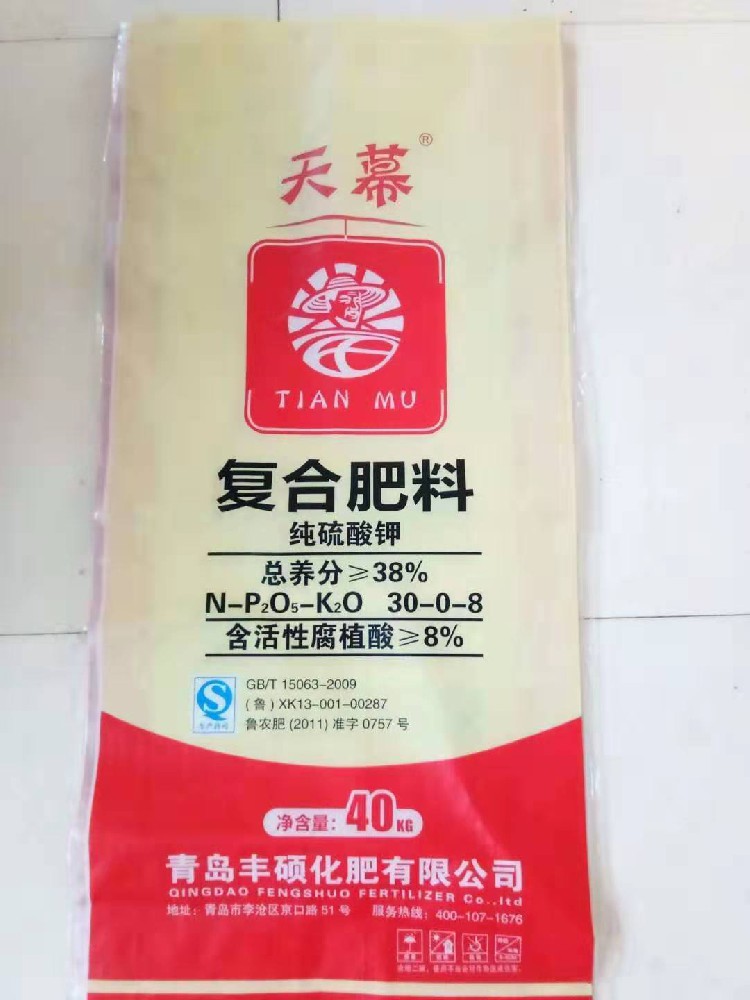 天幕®
TIAN MU
复合肥料
纯硫酸钾
总养分≥38%
N-P₂O₅-K₂O 30-0-8
含活性腐植酸≥8%
GB/T 15063-2009
(鲁) XK13-001-00287
鲁农肥 (2011) 准字 0757 号
净含量: 40KG
青岛丰硕化肥有限公司
QINGDAO FENGSHUO FERTILIZER Co.,ltd
地址: 青岛市李沧区京口路 51 号 服务热线: 400-107-1676